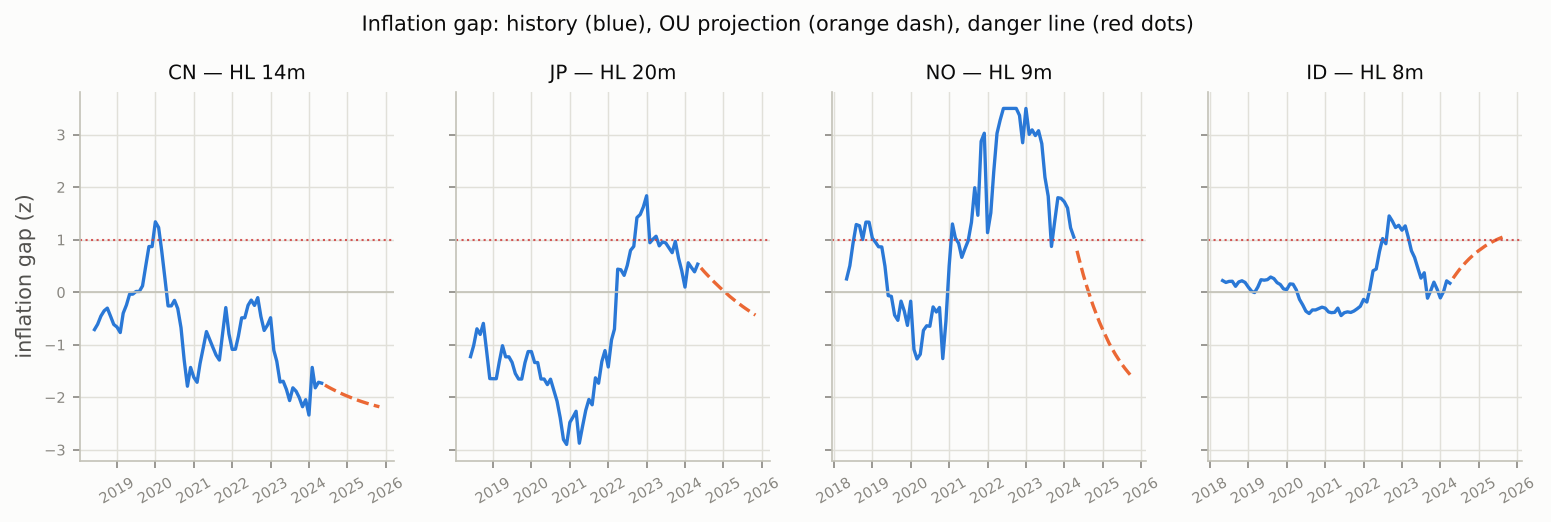 Inflation gap: history (blue), OU projection (orange dash), danger line (red dots)
CN — HL 14m
JP — HL 20m
NO — HL 9m
ID — HL 8m
inflation gap (z)
3
2
1
0
−1
−2
−3
2019 2020 2021 2022 2023 2024 2025 2026
2019 2020 2021 2022 2023 2024 2025 2026
2018 2019 2020 2021 2022 2023 2024 2025 2026
2018 2019 2020 2021 2022 2023 2024 2025 2026